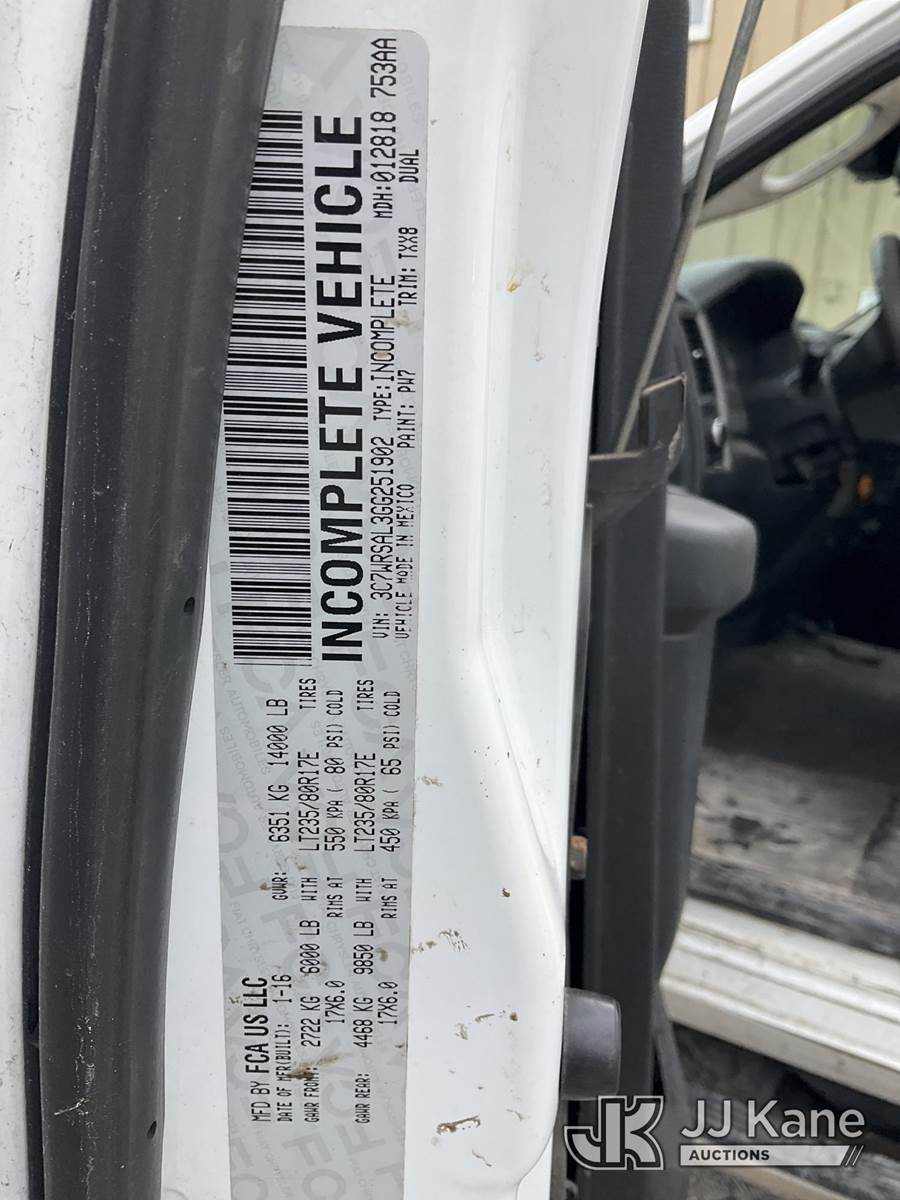 MFD BY FCA US LLC
DATE OF MFR(BUILT): 1-16 GVWR: 6351 KG 14000 LB
GAWR FRONT: 2722 KG 6000 LB WITH LT235/80R17E TIRES
17X6.0 RIMS AT 550 KPA ( 80 PSI) COLD
GAWR REAR: 4468 KG 9850 LB WITH LT235/80R17E TIRES
17X6.0 RIMS AT 450 KPA ( 65 PSI) COLD
INCOMPLETE VEHICLE
VIN: 3C7WRSAL3GG251902 TYPE: INCOMPLETE MDH: 012818 753AA
VEHICLE MADE IN MEXICO PAINT: PW7 TRIM: TXX8 DUAL
JK JJ Kane
AUCTIONS